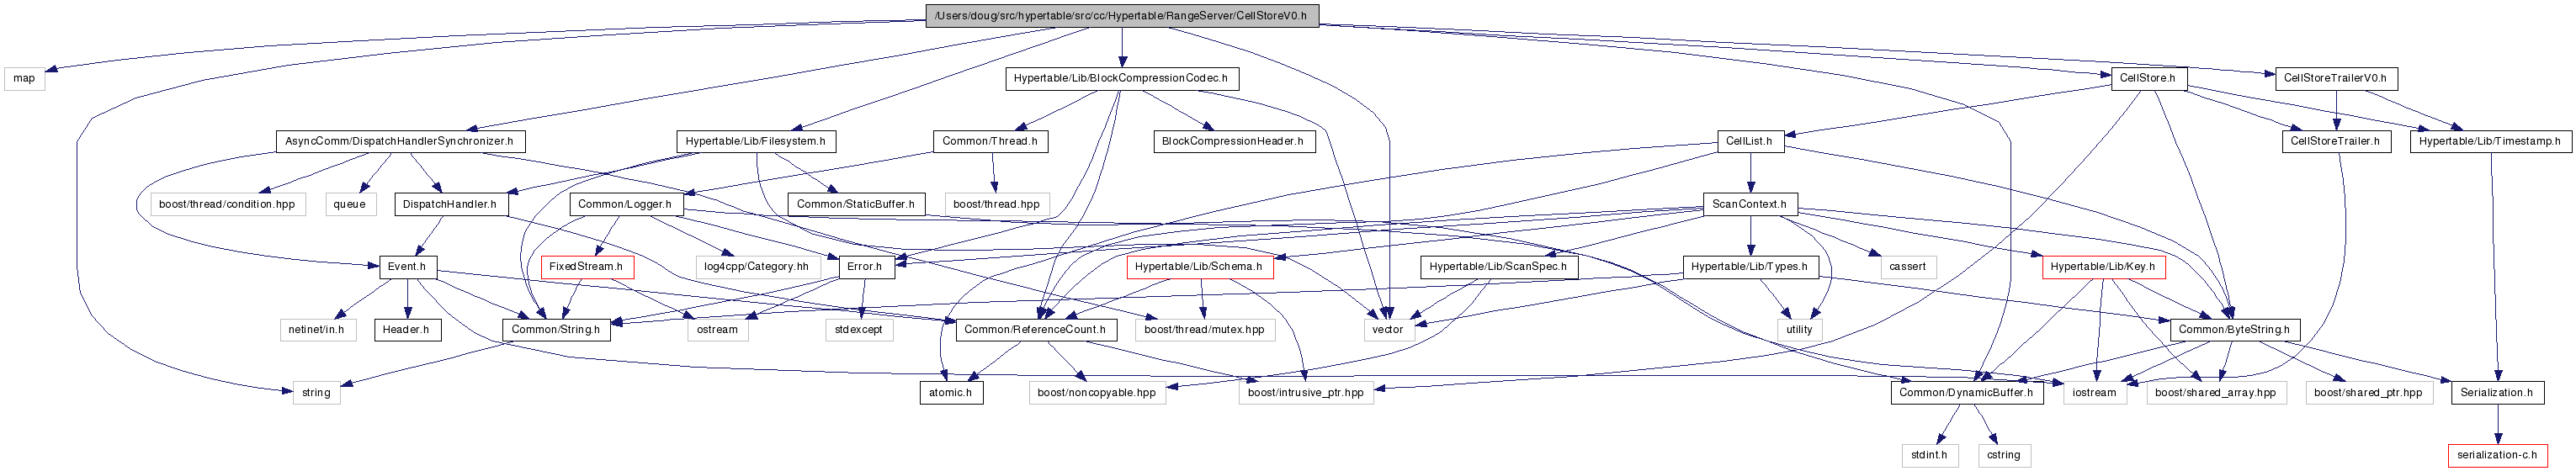 /Users/doug/src/hypertable/src/cc/Hypertable/RangeServer/CellStoreV0.h
map
Hypertable/Lib/BlockCompressionCodec.h
CellStore.h
CellStoreTrailerV0.h
AsyncComm/DispatchHandlerSynchronizer.h
Hypertable/Lib/Filesystem.h
Common/Thread.h
BlockCompressionHeader.h
CellList.h
CellStoreTrailer.h
Hypertable/Lib/Timestamp.h
boost/thread/condition.hpp
queue
DispatchHandler.h
Common/Logger.h
Common/StaticBuffer.h
boost/thread.hpp
ScanContext.h
Event.h
FixedStream.h
log4cpp/Category.hh
Error.h
Hypertable/Lib/Schema.h
Hypertable/Lib/ScanSpec.h
Hypertable/Lib/Types.h
cassert
Hypertable/Lib/Key.h
netinet/in.h
Header.h
Common/String.h
ostream
stdexcept
Common/ReferenceCount.h
boost/thread/mutex.hpp
vector
utility
Common/ByteString.h
string
atomic.h
boost/noncopyable.hpp
boost/intrusive_ptr.hpp
Common/DynamicBuffer.h
iostream
boost/shared_array.hpp
boost/shared_ptr.hpp
Serialization.h
stdint.h
cstring
serialization-c.h